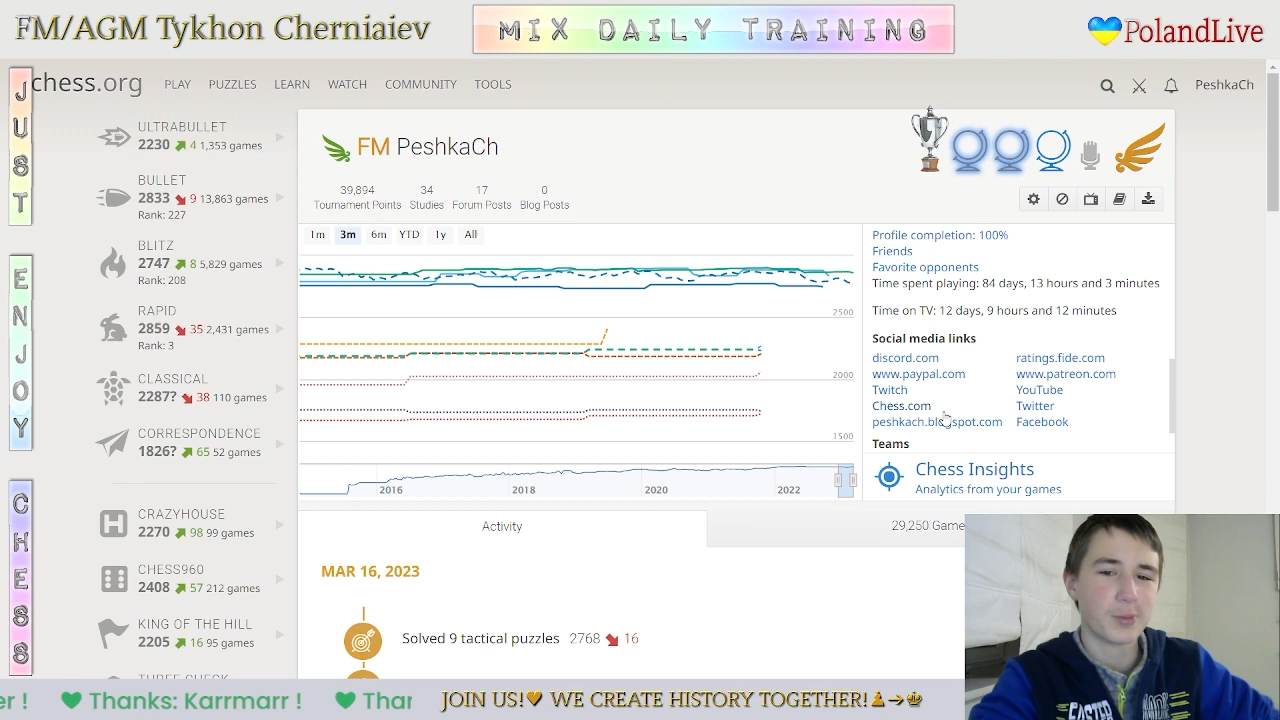 FM/AGM Tykhon Cherniaiev
MIX DAILY TRAINING
PolandLive
JUST
ENJOY
CHESS
chess.org
PLAY PUZZLES LEARN WATCH COMMUNITY TOOLS
PeshkaCh
ULTRABULLET
2230 4 1,353 games
BULLET
2833 9 13,863 games
Rank: 227
BLITZ
2747 8 5,829 games
Rank: 208
RAPID
2859 35 2,431 games
Rank: 3
CLASSICAL
2287? 38 110 games
CORRESPONDENCE
1826? 65 52 games
CRAZYHOUSE
2270 98 99 games
CHESS960
2408 57 212 games
KING OF THE HILL
2205 16 95 games
THREE CHECK
FM PeshkaCh
39,894 34 17 0
Tournament Points Studies Forum Posts Blog Posts
1m 3m 6m YTD 1y All
2500
2000
1500
2016 2018 2020 2022
Profile completion: 100%
Friends
Favorite opponents
Time spent playing: 84 days, 13 hours and 3 minutes
Time on TV: 12 days, 9 hours and 12 minutes
Social media links
discord.com ratings.fide.com
www.paypal.com www.patreon.com
Twitch YouTube
Chess.com Twitter
peshkach.blogspot.com Facebook
Teams
Chess Insights
Analytics from your games
Activity
29,250 Game
MAR 16, 2023
Solved 9 tactical puzzles 2768 16
er ! Thanks: Karrmarr ! Thar
JOIN US! WE CREATE HISTORY TOGETHER!